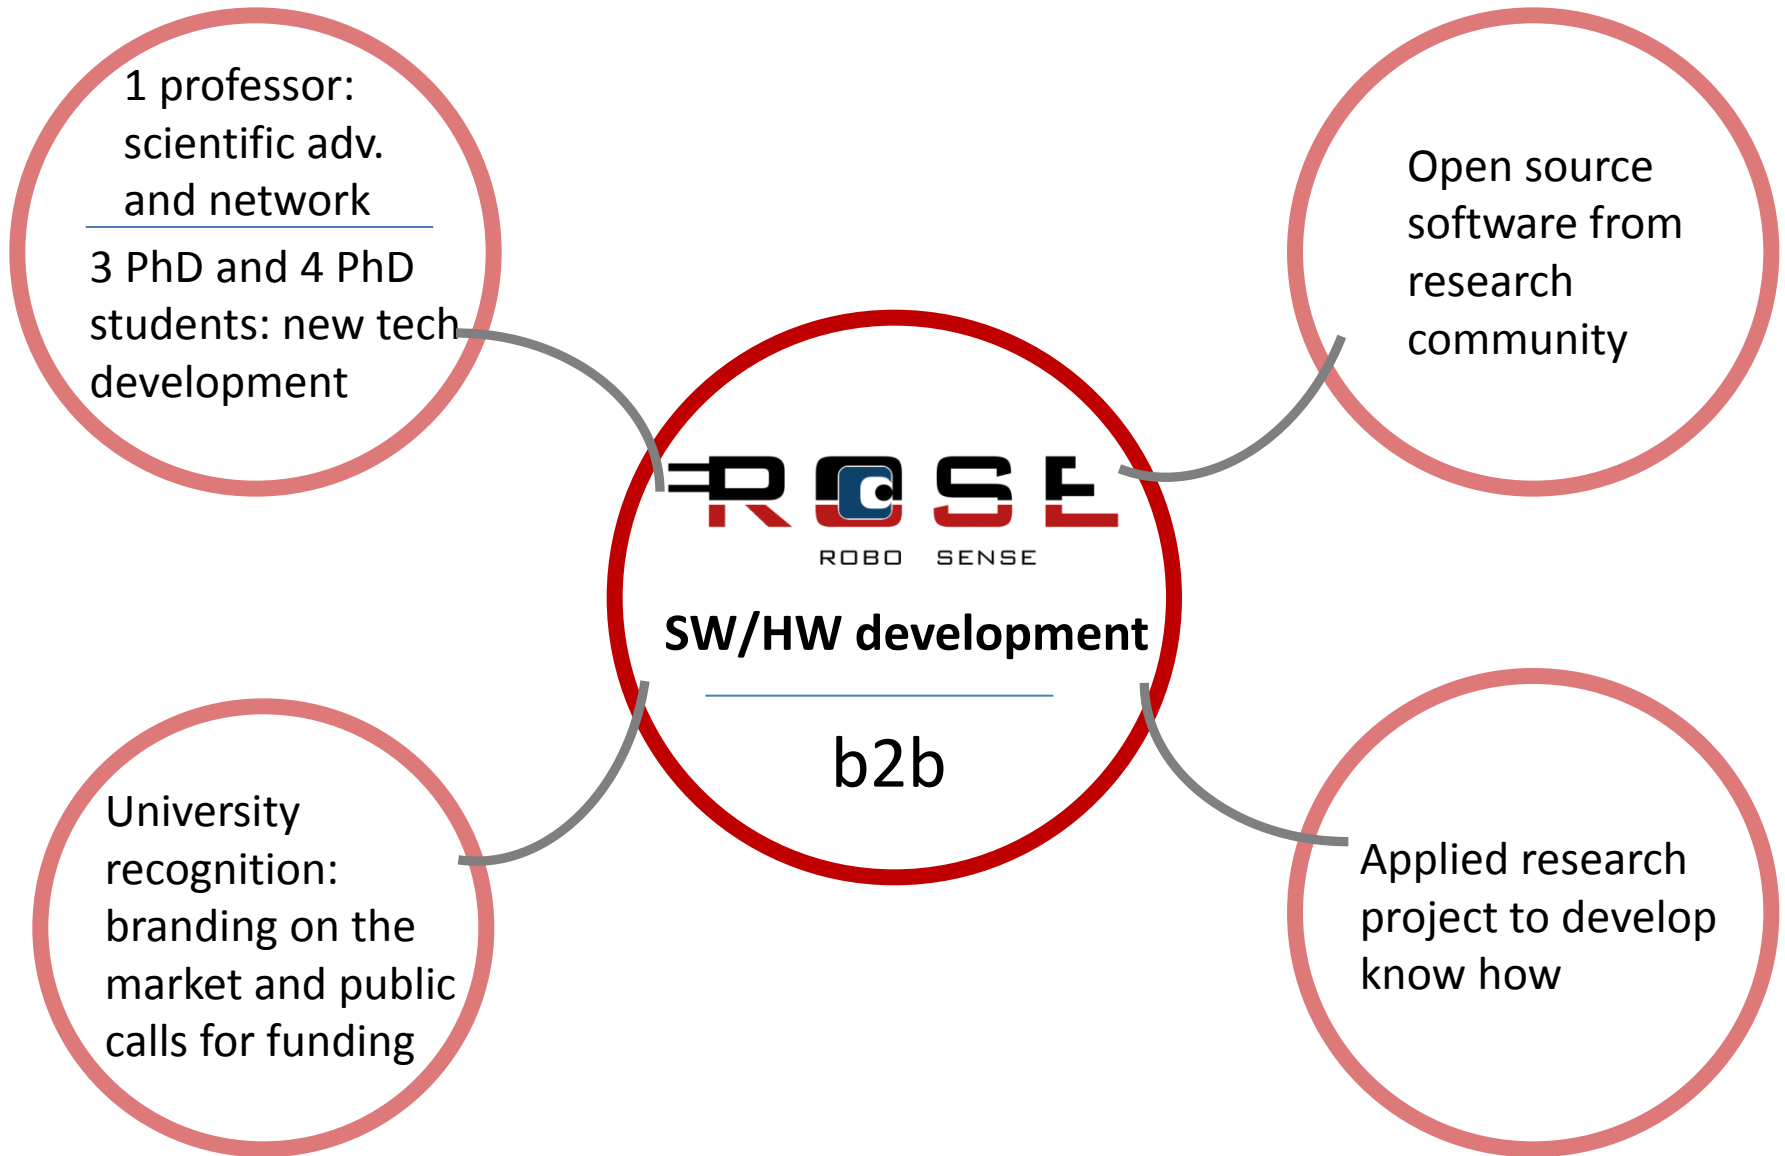 1 professor:
scientific adv.
and network
3 PhD and 4 PhD
students: new tech
development
Open source
software from
research
community
ROSE
ROBO SENSE
SW/HW development
b2b
University
recognition:
branding on the
market and public
calls for funding
Applied research
project to develop
know how